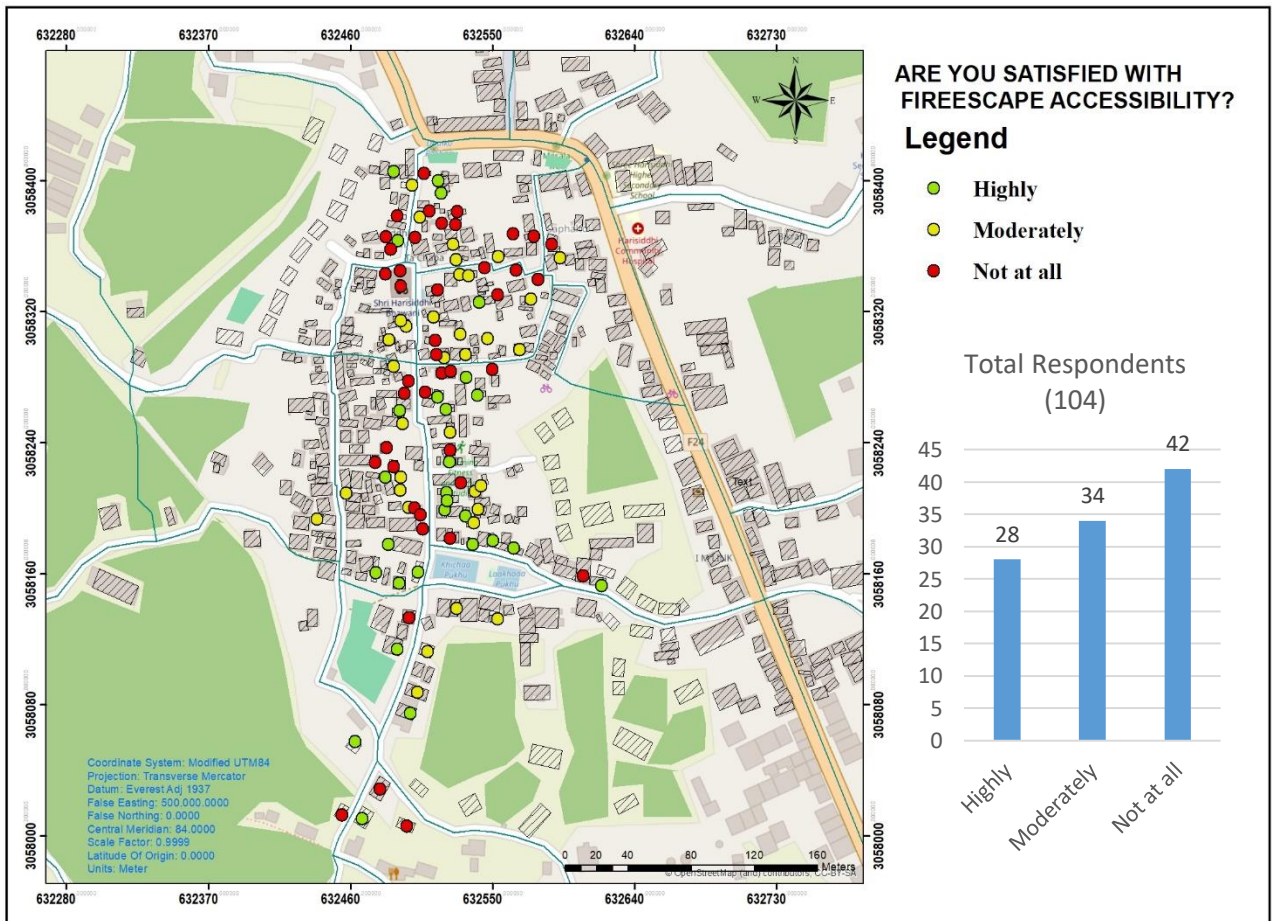 632280 632370 632460 632550 632640 632730
3058400
3058320
3058240
3058160
3058080
3058000
3058400
3058320
3058240
3058160
3058080
3058000
N
W
E
S
Higher
Secondary
School
Harisiddhi
Community
Hospital
Shri Harisiddhi
Bhawani
F24
Text
Khichaa
Pukhu
Laakhada
Pukhu
Coordinate System: Modified UTM84
Projection: Transverse Mercator
Datum: Everest Adj 1937
False Easting: 500,000.0000
False Northing: 0.0000
Central Meridian: 84.0000
Scale Factor: 0.9999
Latitude Of Origin: 0.0000
Units: Meter
0 20 40 80 120 160
Meters
© OpenStreetMap (and) contributors, CC-BY-SA
632280 632370 632460 632550 632640 632730
ARE YOU SATISFIED WITH
FIREESCAPE ACCESSIBILITY?
Legend
Highly
Moderately
Not at all
Total Respondents
(104)
45
40
35
30
25
20
15
10
5
0
28
34
42
Highly
Moderately
Not at all